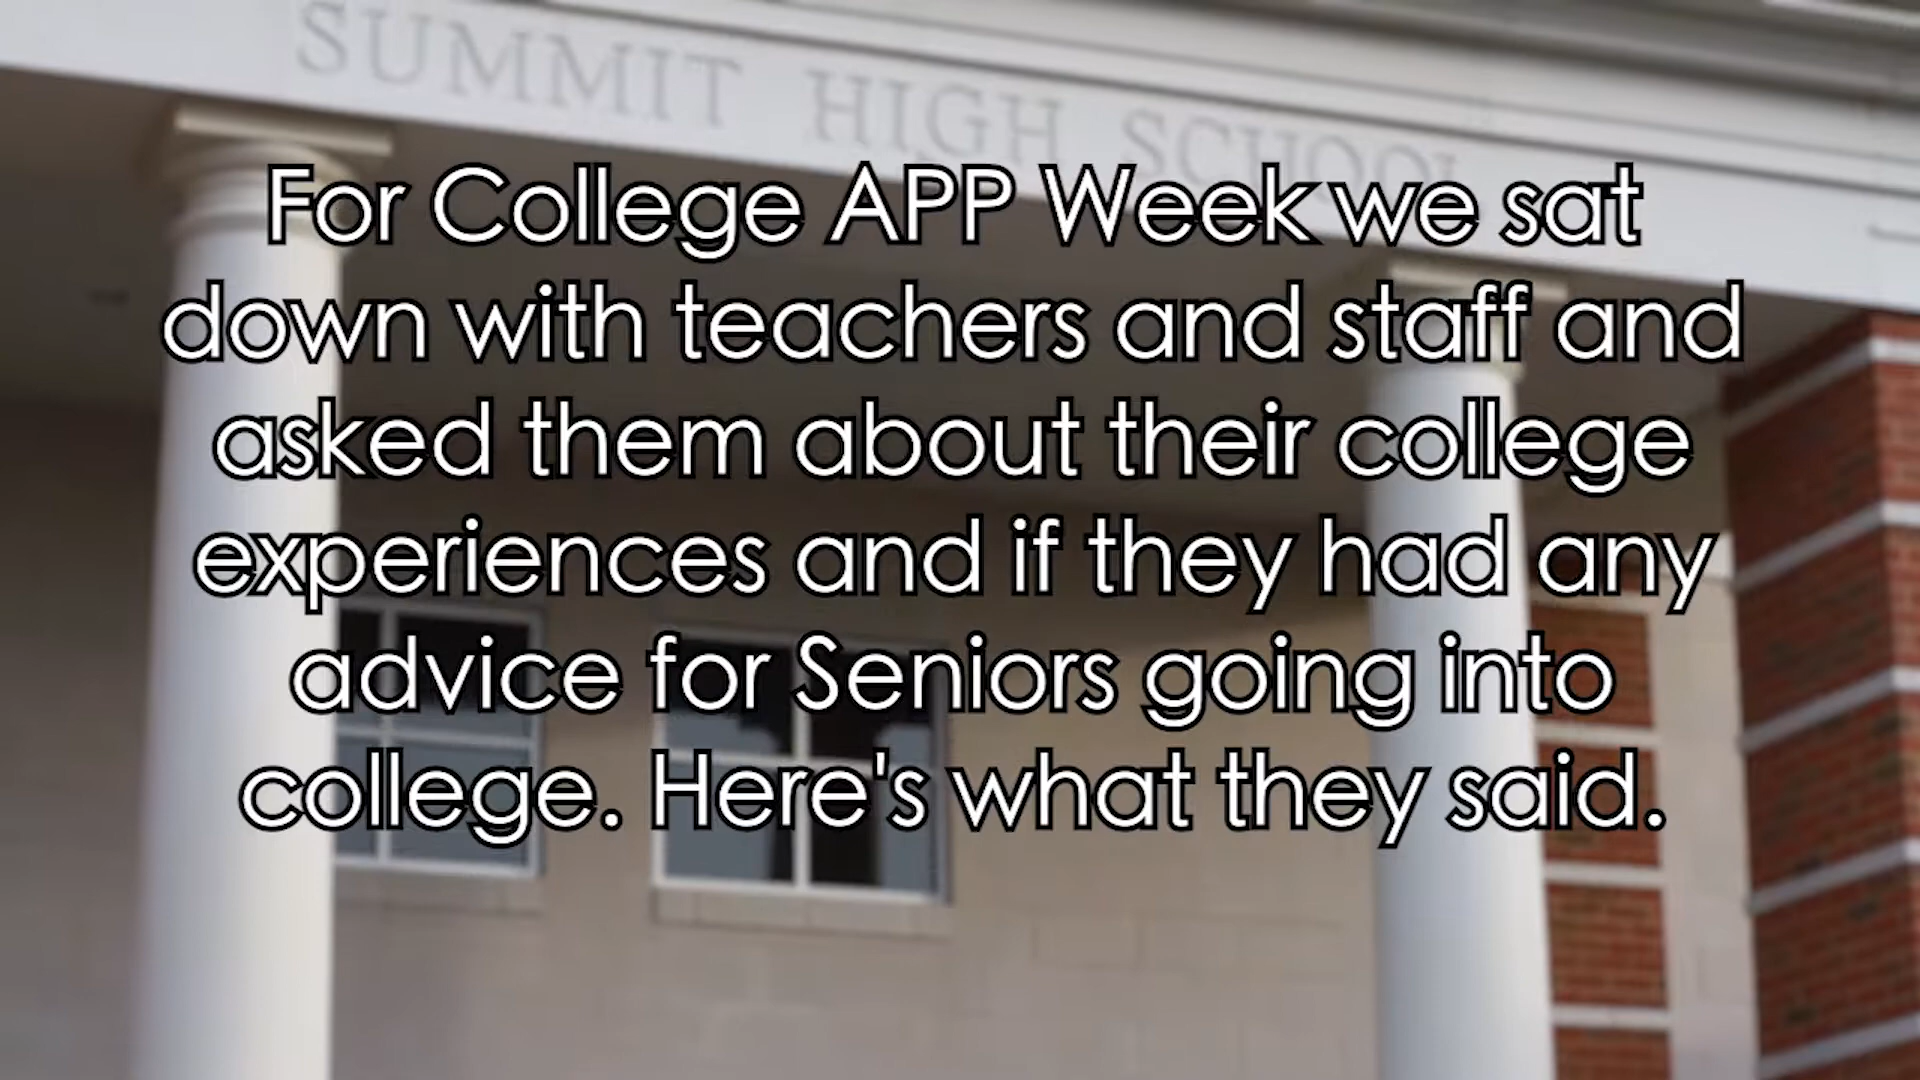 SUMMIT HIGH SCHOOL
For College APP Week we sat
down with teachers and staff and
asked them about their college
experiences and if they had any
advice for Seniors going into
college. Here's what they said.